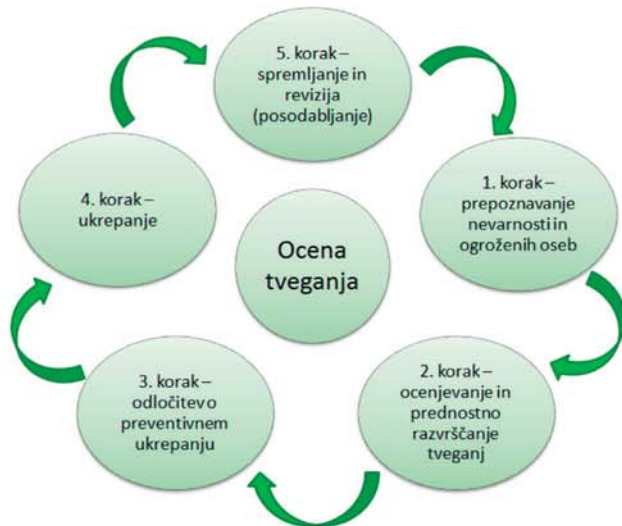 5. korak –
spremljanje in
revizija
(posodabljanje)
1. korak –
prepoznavanje
nevarnosti in
ogroženih oseb
2. korak –
ocenjevanje in
prednostno
razvrščanje
tveganj
3. korak –
odločitev o
preventivnem
ukrepanju
4. korak –
ukrepanje
Ocena
tveganja